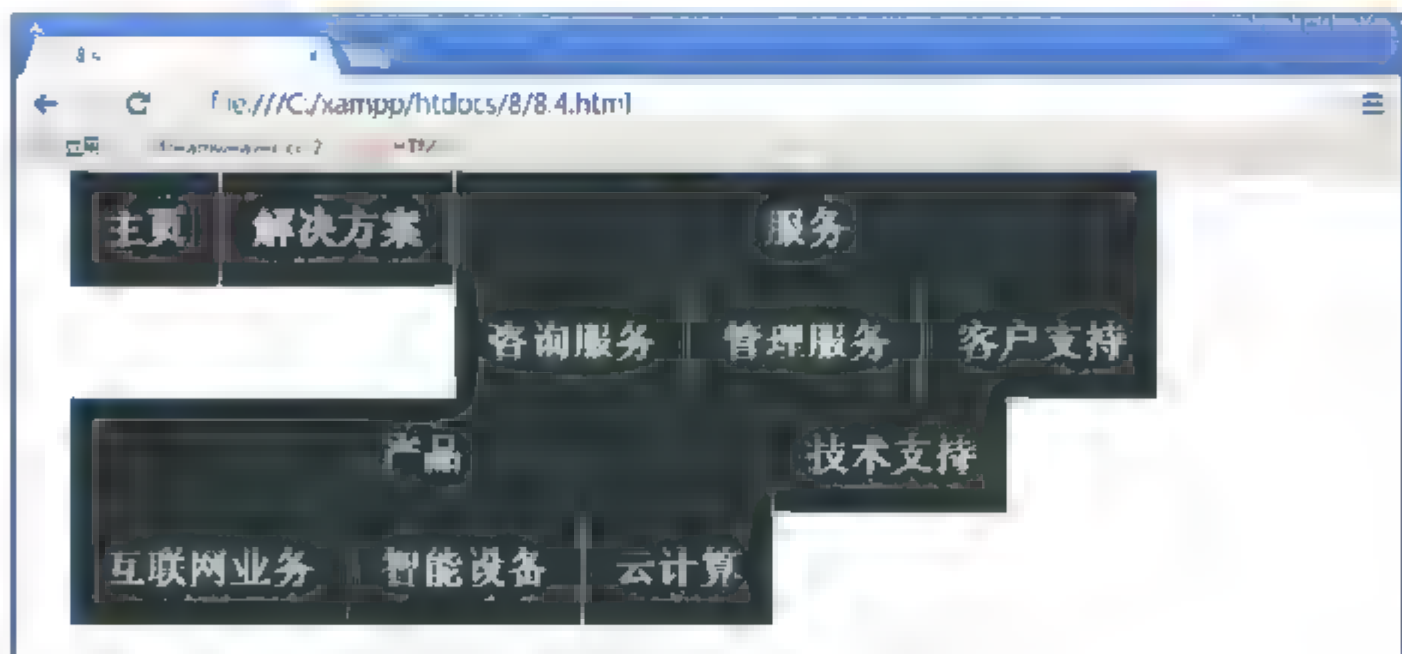 file:///C:/xampp/htdocs/8/8.4.html
应用
主页 解决方案 服务
咨询服务 管理服务 客户支持
产品 技术支持
互联网业务 智能设备 云计算